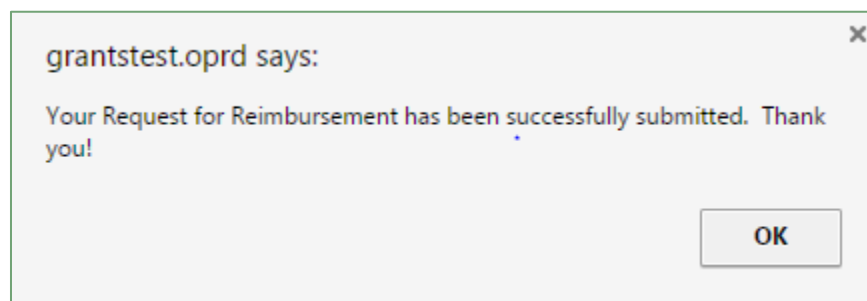 grantstest.oprd says:
Your Request for Reimbursement has been successfully submitted.  Thank
you!
OK